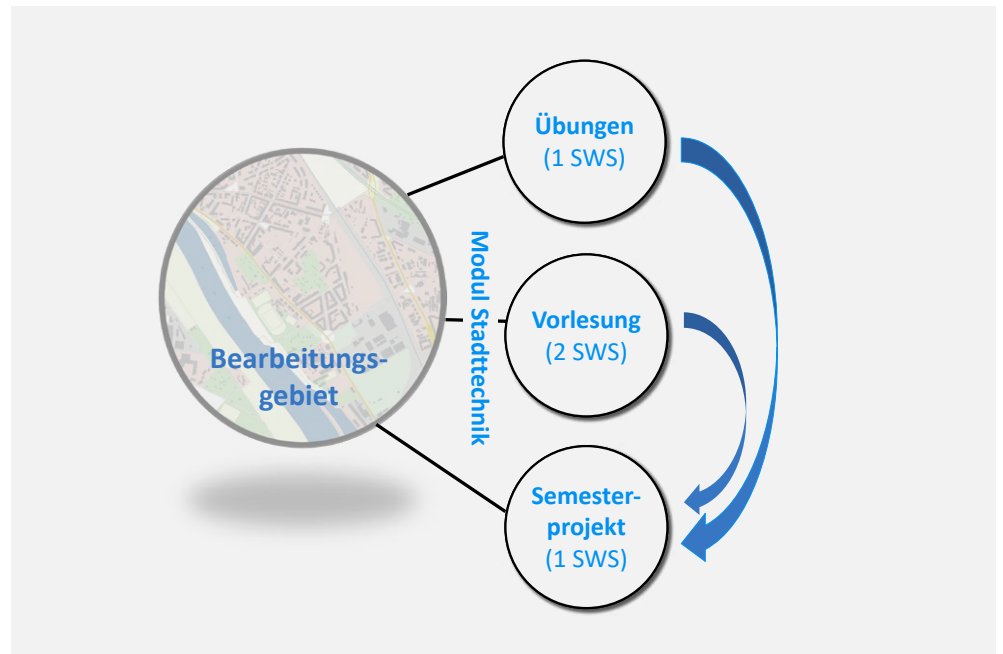 Übungen
(1 SWS)
Modul Stadttechnik
Vorlesung
(2 SWS)
Bearbeitungs-
gebiet
Semester-
projekt
(1 SWS)